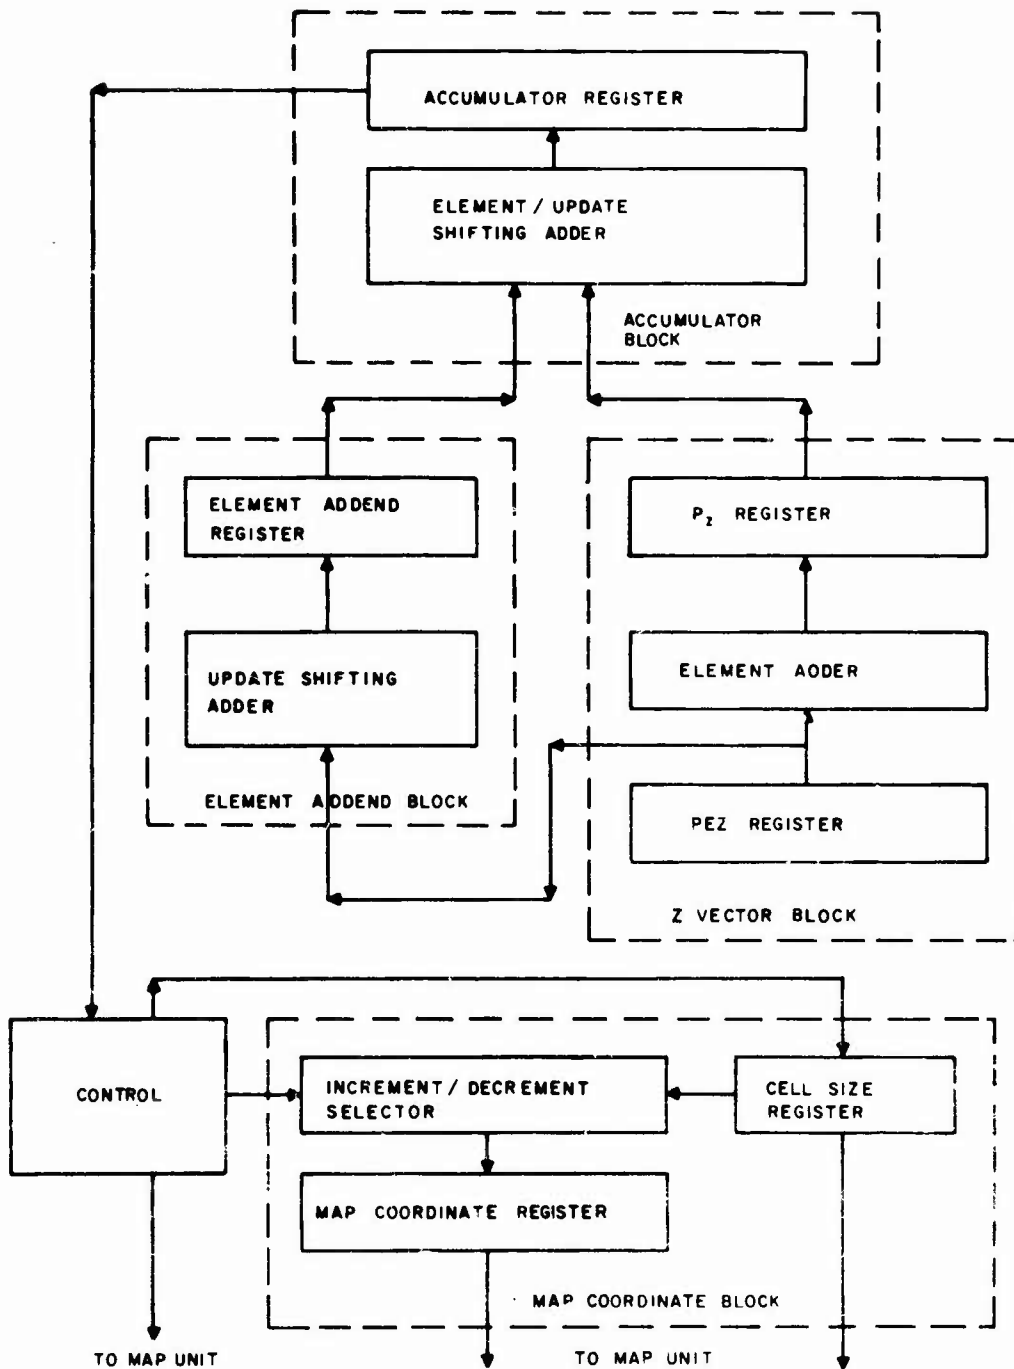 ACCUMULATOR REGISTER
ELEMENT / UPDATE
SHIFTING ADDER
ACCUMULATOR
BLOCK
ELEMENT ADDEND
REGISTER
P₂ REGISTER
UPDATE SHIFTING
ADDER
ELEMENT AODER
ELEMENT ADDEND BLOCK
PEZ REGISTER
Z VECTOR BLOCK
CONTROL
INCREMENT / DECREMENT
SELECTOR
CELL SIZE
REGISTER
MAP COORDINATE REGISTER
MAP COORDINATE BLOCK
TO MAP UNIT
TO MAP UNIT